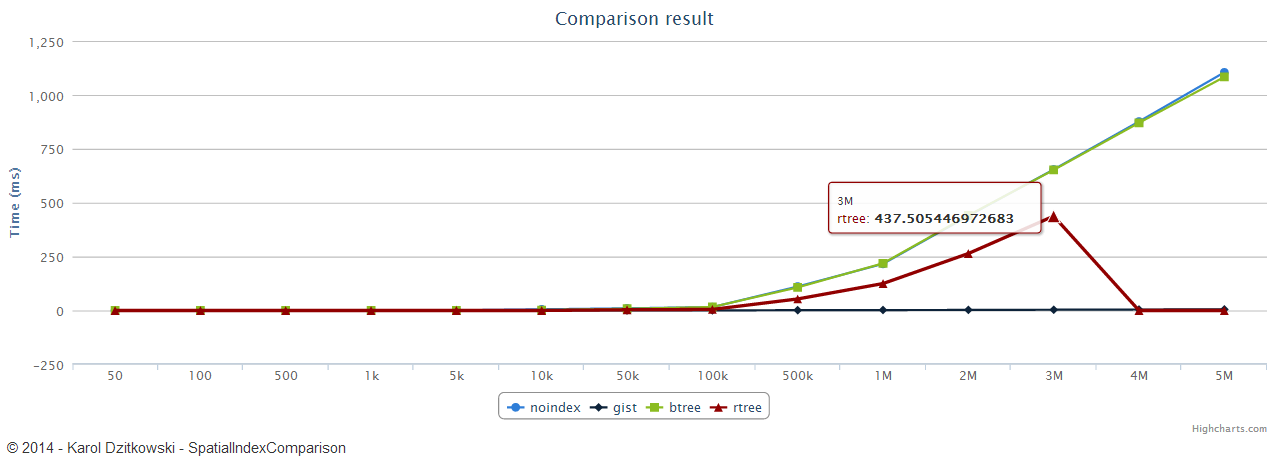 Comparison result
1,250
1,000
750
500
250
0
−250
Time (ms)
3M
rtree: 437.505446972683
50 100 500 1k 5k 10k 50k 100k 500k 1M 2M 3M 4M 5M
noindex gist btree rtree
Highcharts.com
© 2014 - Karol Dzitkowski - SpatialIndexComparison